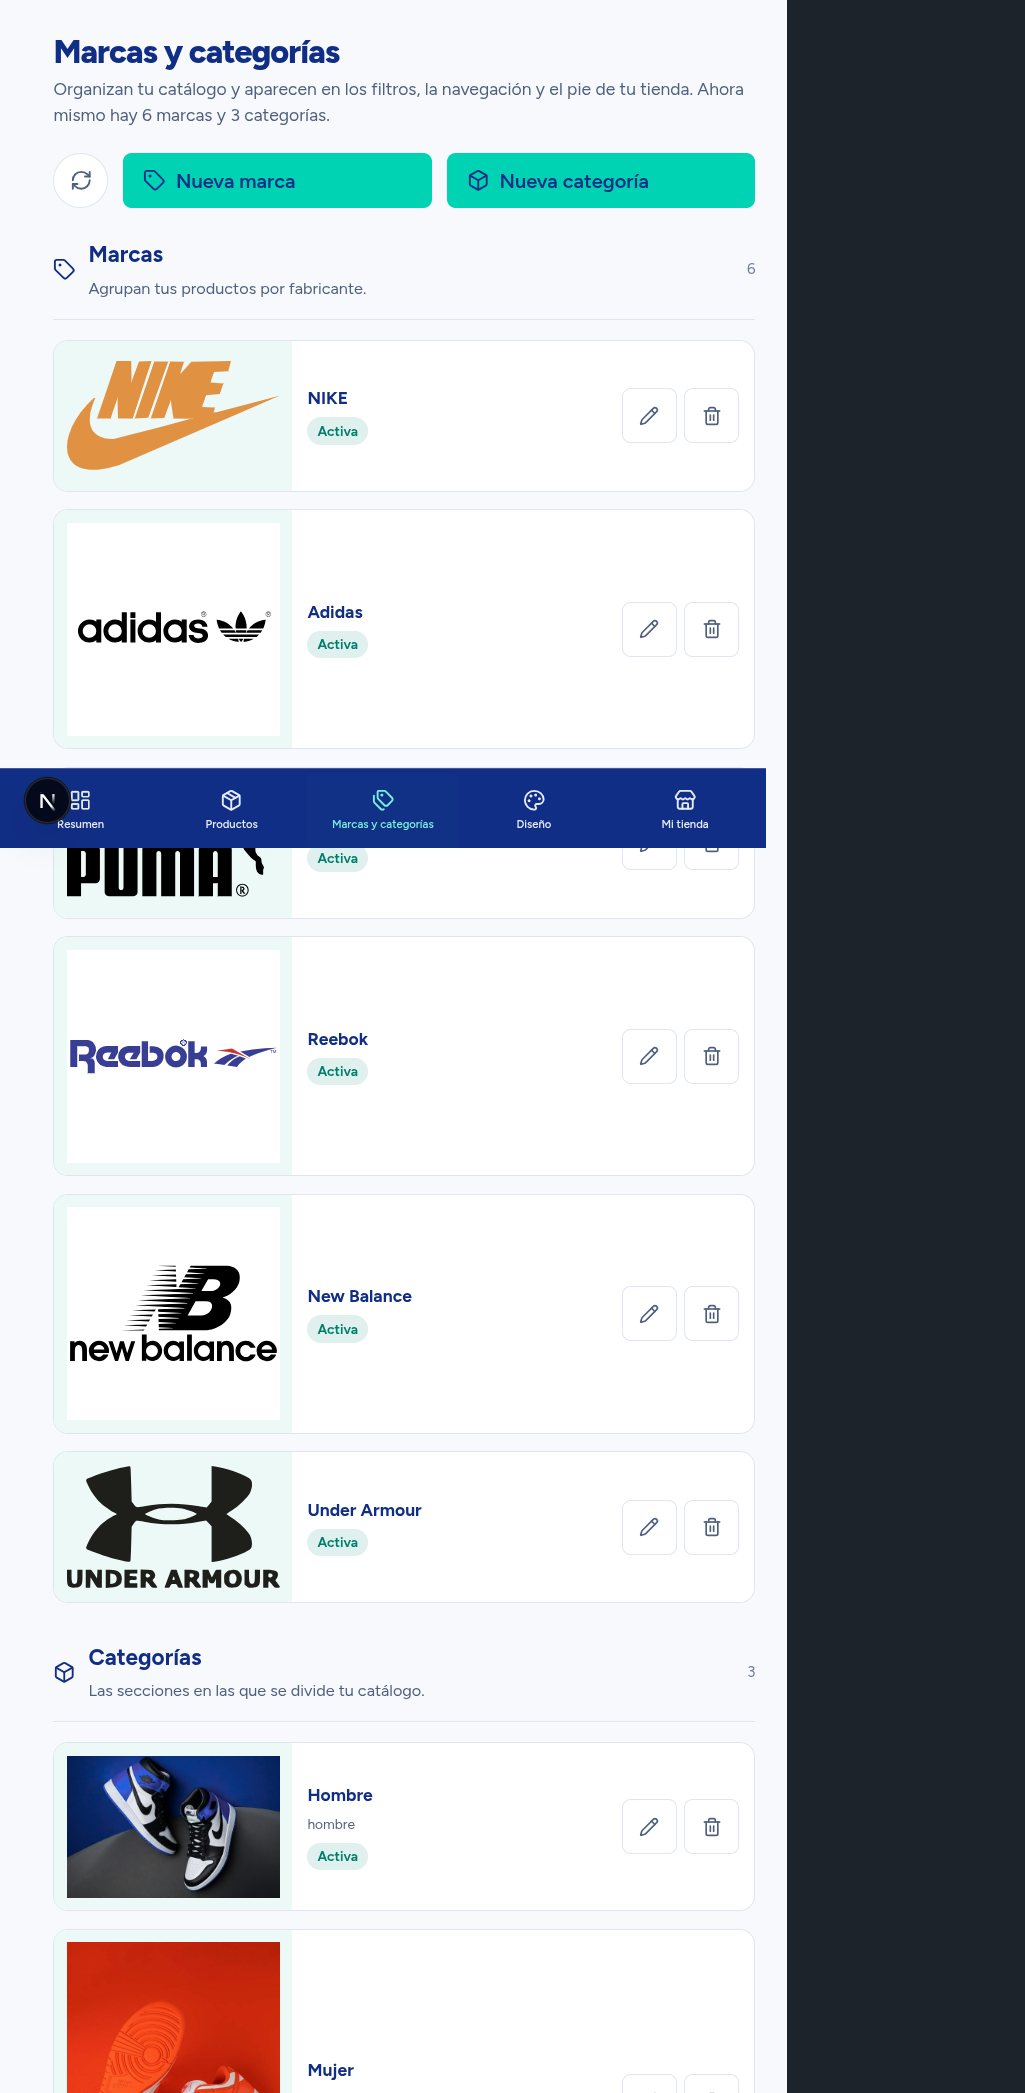 Marcas y categorías
Organizan tu catálogo y aparecen en los filtros, la navegación y el pie de tu tienda. Ahora
mismo hay 6 marcas y 3 categorías.
Nueva marca
Nueva categoría
Marcas
6
Agrupan tus productos por fabricante.
NIKE
NIKE
Activa
adidas
Adidas
Activa
N
Resumen
Productos
Marcas y categorías
Diseño
Mi tienda
PUMA®
Activa
Reebok
Reebok
Activa
NB
new balance
New Balance
Activa
UNDER ARMOUR
Under Armour
Activa
Categorías
3
Las secciones en las que se divide tu catálogo.
Hombre
hombre
Activa
Mujer